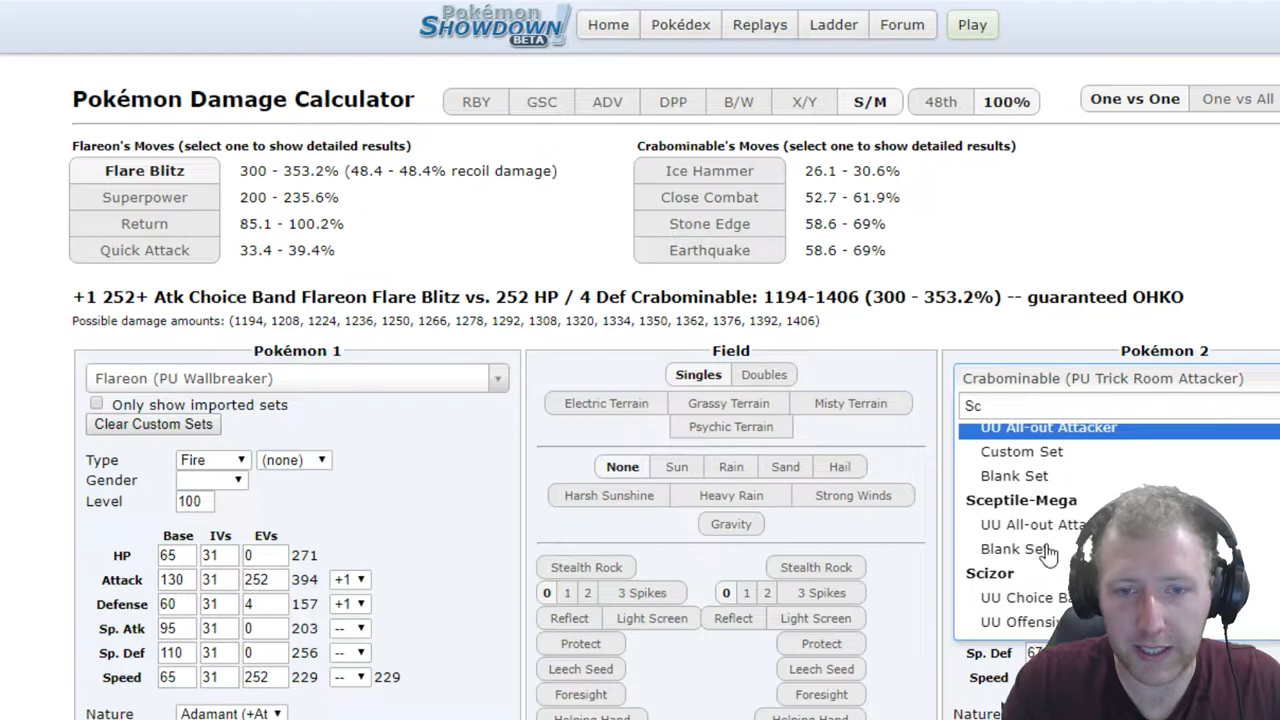 Pokémon
SHOWDOWN!
BETA
Home Pokédex Replays Ladder Forum Play
Pokémon Damage Calculator RBY GSC ADV DPP B/W X/Y S/M 48th 100% One vs One One vs All
Flareon's Moves (select one to show detailed results)
Flare Blitz 300 - 353.2% (48.4 - 48.4% recoil damage)
Superpower 200 - 235.6%
Return 85.1 - 100.2%
Quick Attack 33.4 - 39.4%
Crabominable's Moves (select one to show detailed results)
Ice Hammer 26.1 - 30.6%
Close Combat 52.7 - 61.9%
Stone Edge 58.6 - 69%
Earthquake 58.6 - 69%
+1 252+ Atk Choice Band Flareon Flare Blitz vs. 252 HP / 4 Def Crabominable: 1194-1406 (300 - 353.2%) -- guaranteed OHKO
Possible damage amounts: (1194, 1208, 1224, 1236, 1250, 1266, 1278, 1292, 1308, 1320, 1334, 1350, 1362, 1376, 1392, 1406)
Pokémon 1
Flareon (PU Wallbreaker)
Only show imported sets
Clear Custom Sets
Type Fire (none)
Gender
Level 100
Base IVs EVs
HP 65 31 0 271
Attack 130 31 252 394 +1
Defense 60 31 4 157 +1
Sp. Atk 95 31 0 203 --
Sp. Def 110 31 0 256 --
Speed 65 31 252 229 -- 229
Nature Adamant (+At
Field
Singles Doubles
Electric Terrain Grassy Terrain Misty Terrain
Psychic Terrain
None Sun Rain Sand Hail
Harsh Sunshine Heavy Rain Strong Winds
Gravity
Stealth Rock Stealth Rock
0 1 2 3 Spikes 0 1 2 3 Spikes
Reflect Light Screen Reflect Light Screen
Protect Protect
Leech Seed Leech Seed
Foresight Foresight
Helping Hand Helping Hand
Pokémon 2
Crabominable (PU Trick Room Attacker)
Sc
UU All-out Attacker
Custom Set
Blank Set
Sceptile-Mega
UU All-out Atta
Blank Set
Scizor
UU Choice Ba
UU Offensiv
Sp. Def 67
Speed
Nature